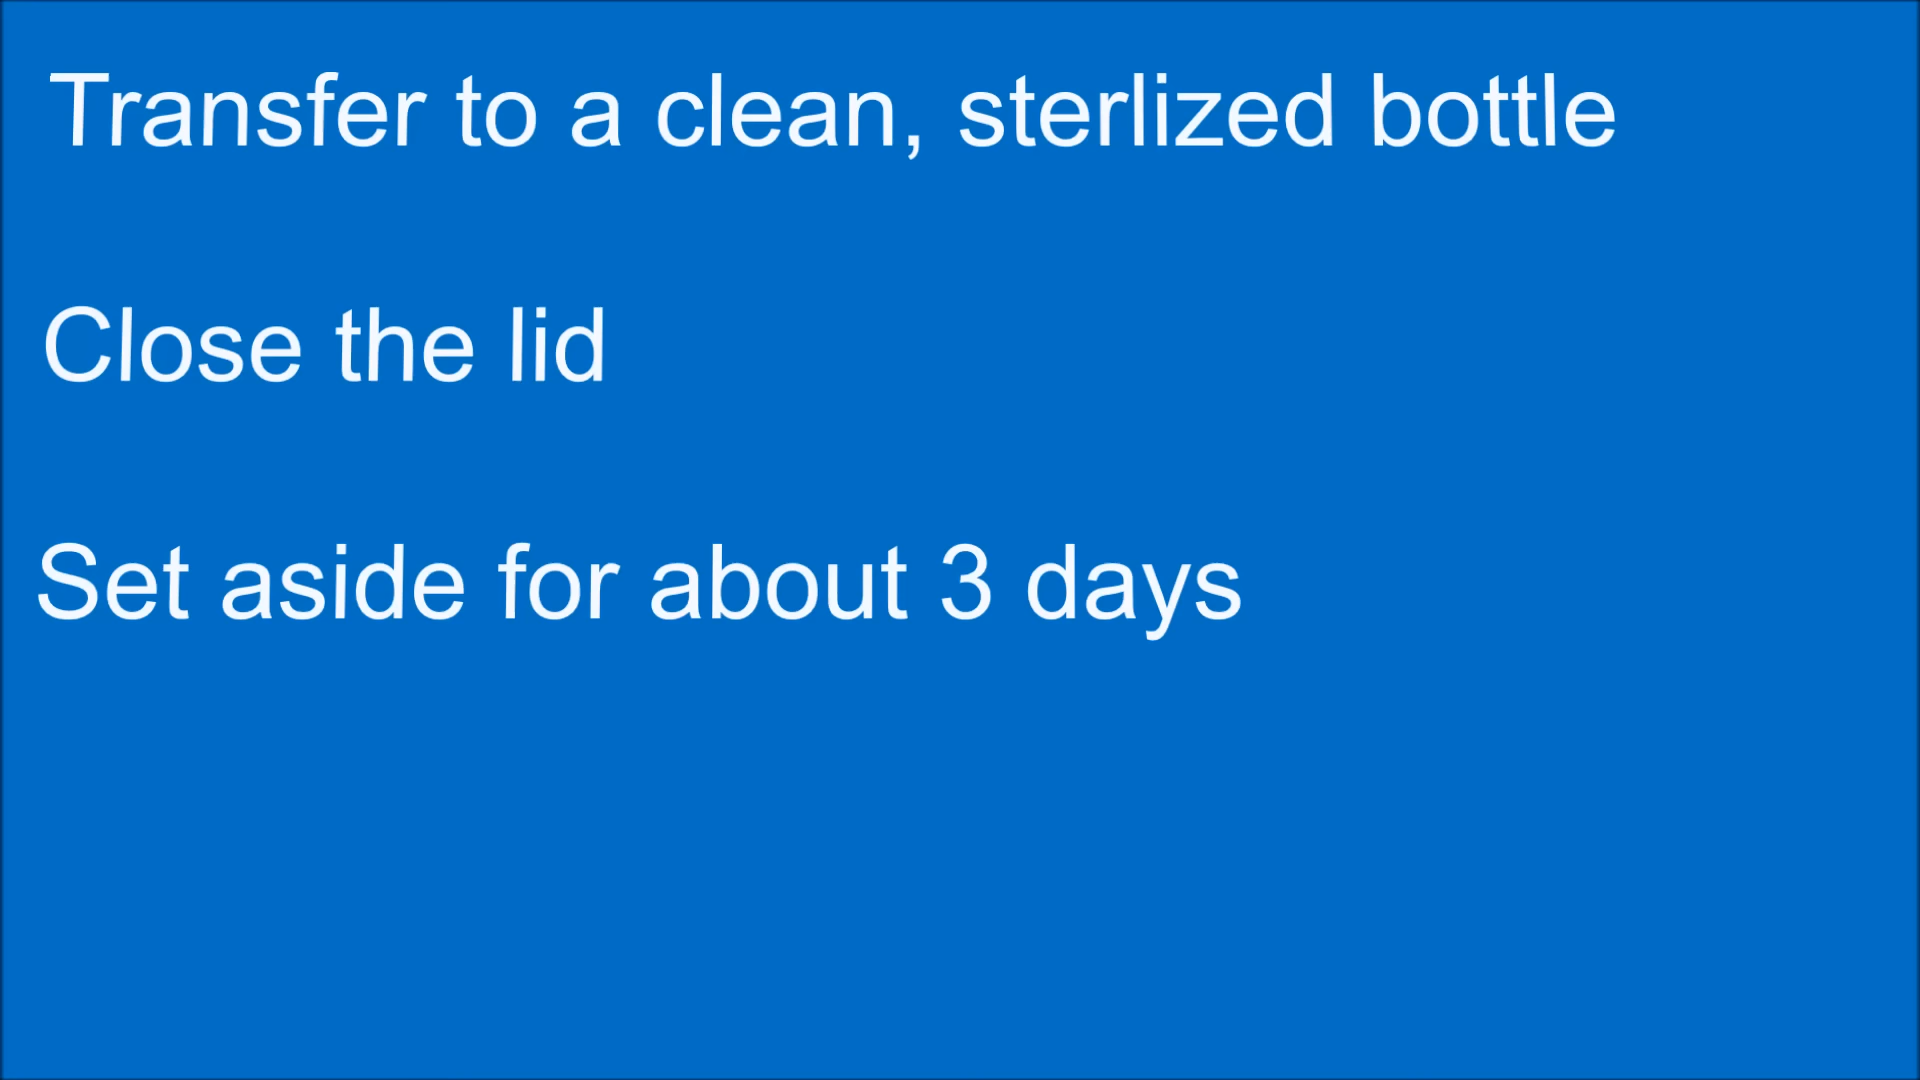 Transfer to a clean, sterlized bottle
Close the lid
Set aside for about 3 days